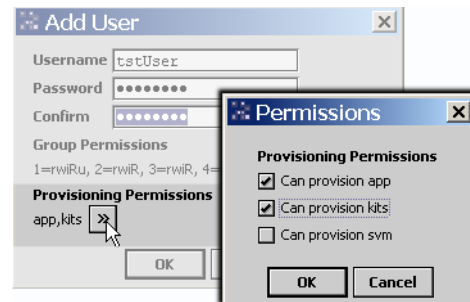 Add User
Username tstUser
Password ••••••••
Confirm ••••••••
Group Permissions
1=rwiRu, 2=rwiR, 3=rwiR, 4=
Provisioning Permissions
app,kits »
OK
Permissions
Provisioning Permissions
Can provision app
Can provision kits
Can provision svm
OK Cancel